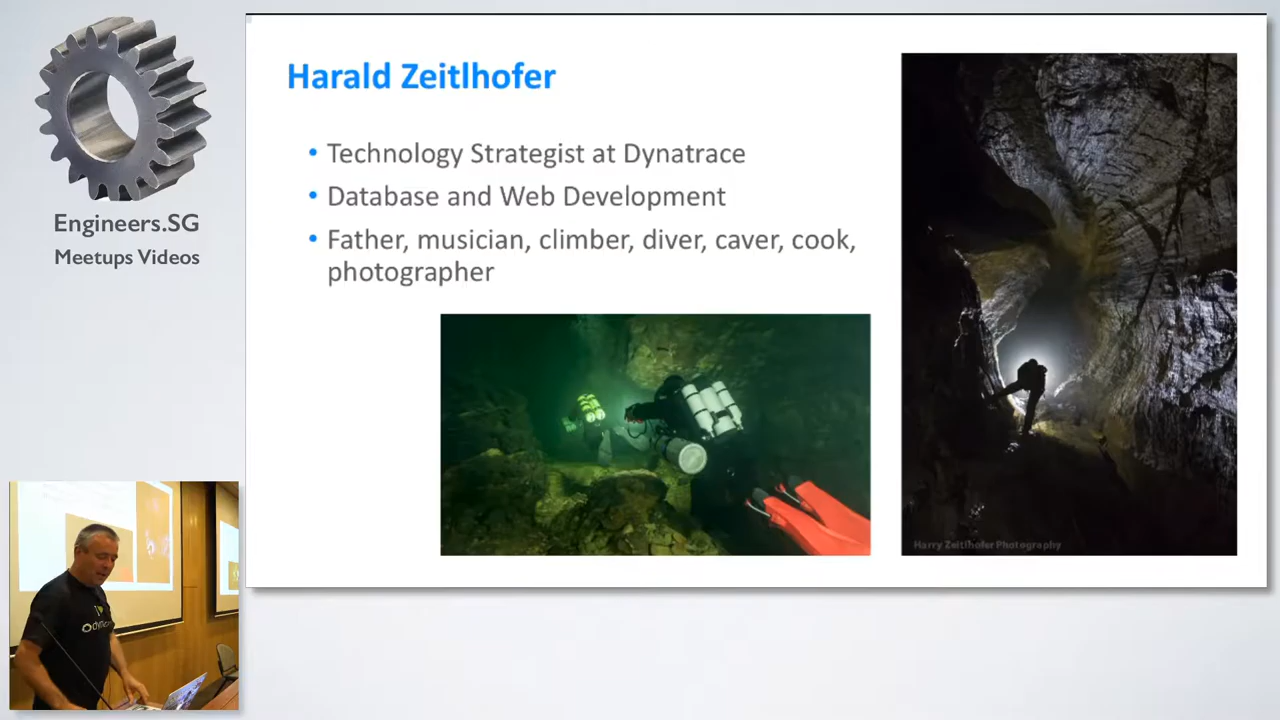 Engineers.SG
Meetups Videos
Harald Zeitlhofer
• Technology Strategist at Dynatrace
• Database and Web Development
• Father, musician, climber, diver, caver, cook,
photographer
Harry Zeitlhofer Photography